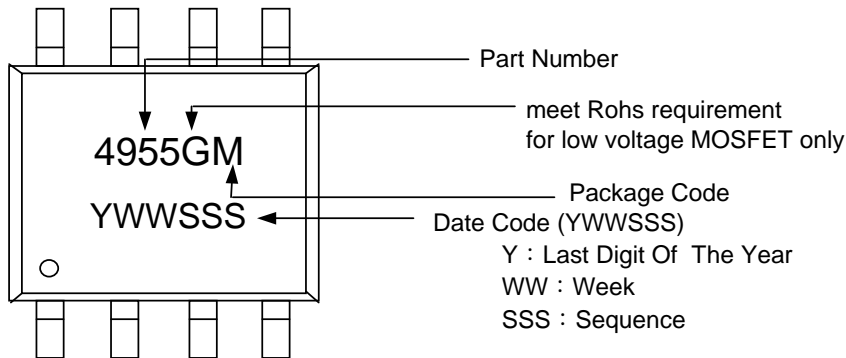 Part Number
meet Rohs requirement
for low voltage MOSFET only
4955GM
Package Code
YWWSSS
Date Code (YWWSSS)
Y：Last Digit Of The Year
WW：Week
SSS：Sequence